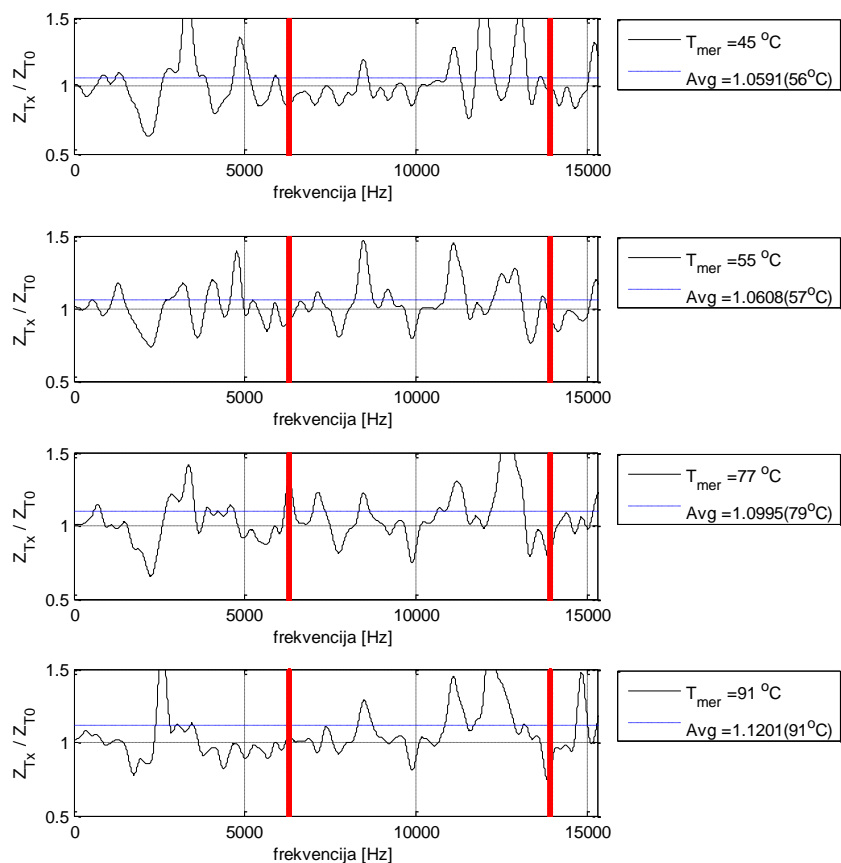 1.5
1
0.5
Z_Tx / Z_T0
0 5000 10000 15000
frekvencija [Hz]
T_mer =45 °C
Avg =1.0591(56°C)
1.5
1
0.5
Z_Tx / Z_T0
0 5000 10000 15000
frekvencija [Hz]
T_mer =55 °C
Avg =1.0608(57°C)
1.5
1
0.5
Z_Tx / Z_T0
0 5000 10000 15000
frekvencija [Hz]
T_mer =77 °C
Avg =1.0995(79°C)
1.5
1
0.5
Z_Tx / Z_T0
0 5000 10000 15000
frekvencija [Hz]
T_mer =91 °C
Avg =1.1201(91°C)